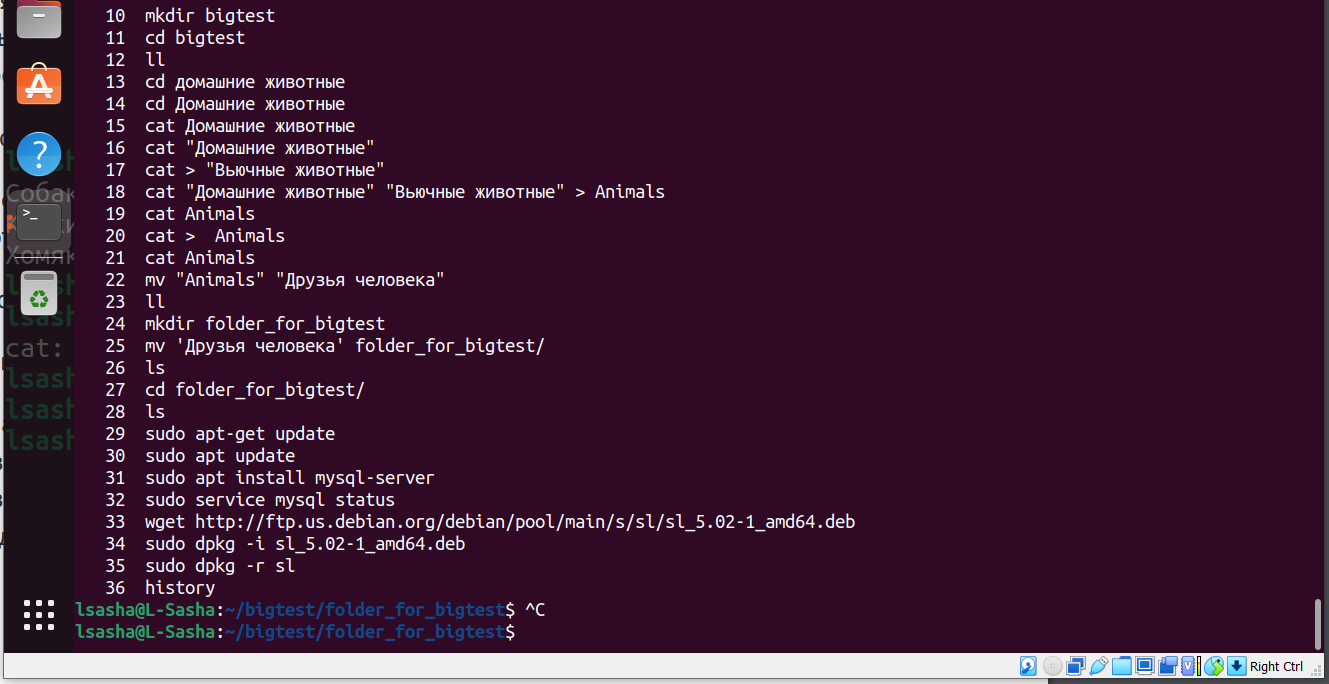 10 mkdir bigtest
11 cd bigtest
12 ll
13 cd домашние животные
14 cd Домашние животные
15 cat Домашние животные
16 cat "Домашние животные"
17 cat > "Вьючные животные"
18 cat "Домашние животные" "Вьючные животные" > Animals
19 cat Animals
20 cat >  Animals
21 cat Animals
22 mv "Animals" "Друзья человека"
23 ll
24 mkdir folder_for_bigtest
25 mv 'Друзья человека' folder_for_bigtest/
26 ls
27 cd folder_for_bigtest/
28 ls
29 sudo apt-get update
30 sudo apt update
31 sudo apt install mysql-server
32 sudo service mysql status
33 wget http://ftp.us.debian.org/debian/pool/main/s/sl/sl_5.02-1_amd64.deb
34 sudo dpkg -i sl_5.02-1_amd64.deb
35 sudo dpkg -r sl
36 history
lsasha@L-Sasha:~/bigtest/folder_for_bigtest$ ^C
lsasha@L-Sasha:~/bigtest/folder_for_bigtest$
lsash
Собак
Хомяк
lsash
lsash
cat:
lsash
lsash
lsash
Right Ctrl